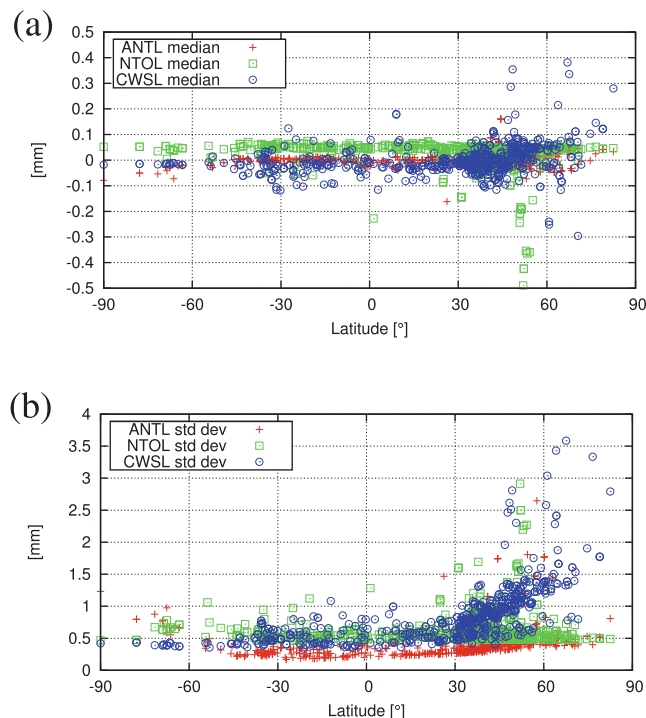 (a)
0.5
0.4
0.3
0.2
0.1
0
-0.1
-0.2
-0.3
-0.4
-0.5
[mm]
ANTL median
NTOL median
CWSL median
-90 -60 -30 0 30 60 90
Latitude [°]
(b)
4
3.5
3
2.5
2
1.5
1
0.5
0
[mm]
ANTL std dev
NTOL std dev
CWSL std dev
-90 -60 -30 0 30 60 90
Latitude [°]